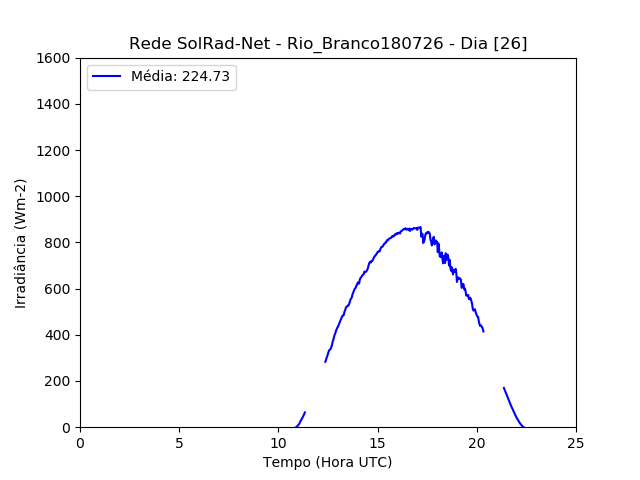 Rede SolRad-Net - Rio_Branco180726 - Dia [26]
Média: 224.73
1600
1400
1200
1000
800
600
400
200
0
Irradiância (Wm-2)
0 5 10 15 20 25
Tempo (Hora UTC)